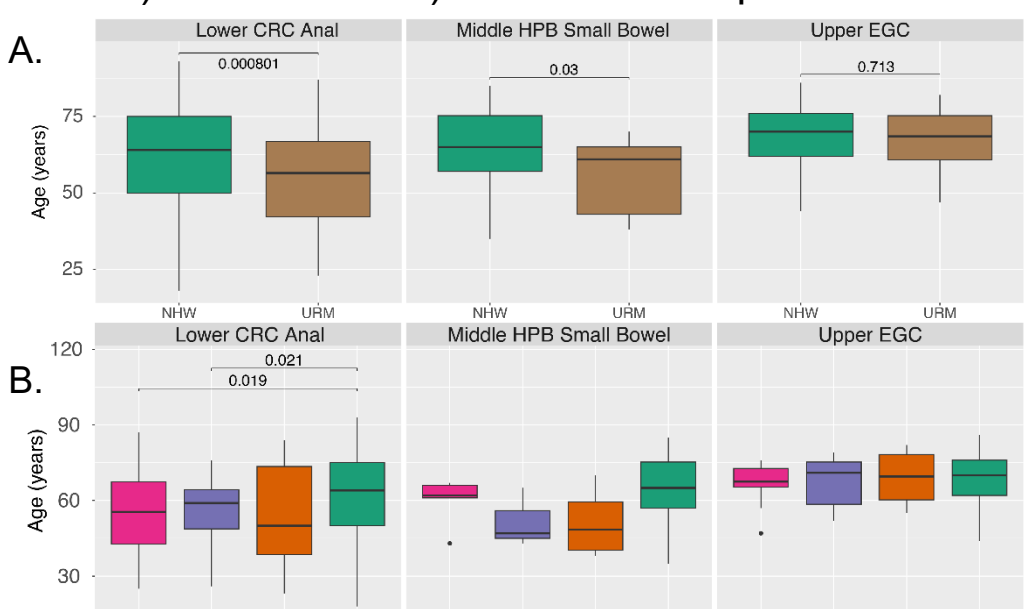 A.
Lower CRC Anal
Middle HPB Small Bowel
Upper EGC
0.000801
0.03
0.713
Age (years)
75
50
25
NHW
URM
NHW
URM
NHW
URM
B.
Lower CRC Anal
Middle HPB Small Bowel
Upper EGC
0.021
0.019
Age (years)
120
90
60
30